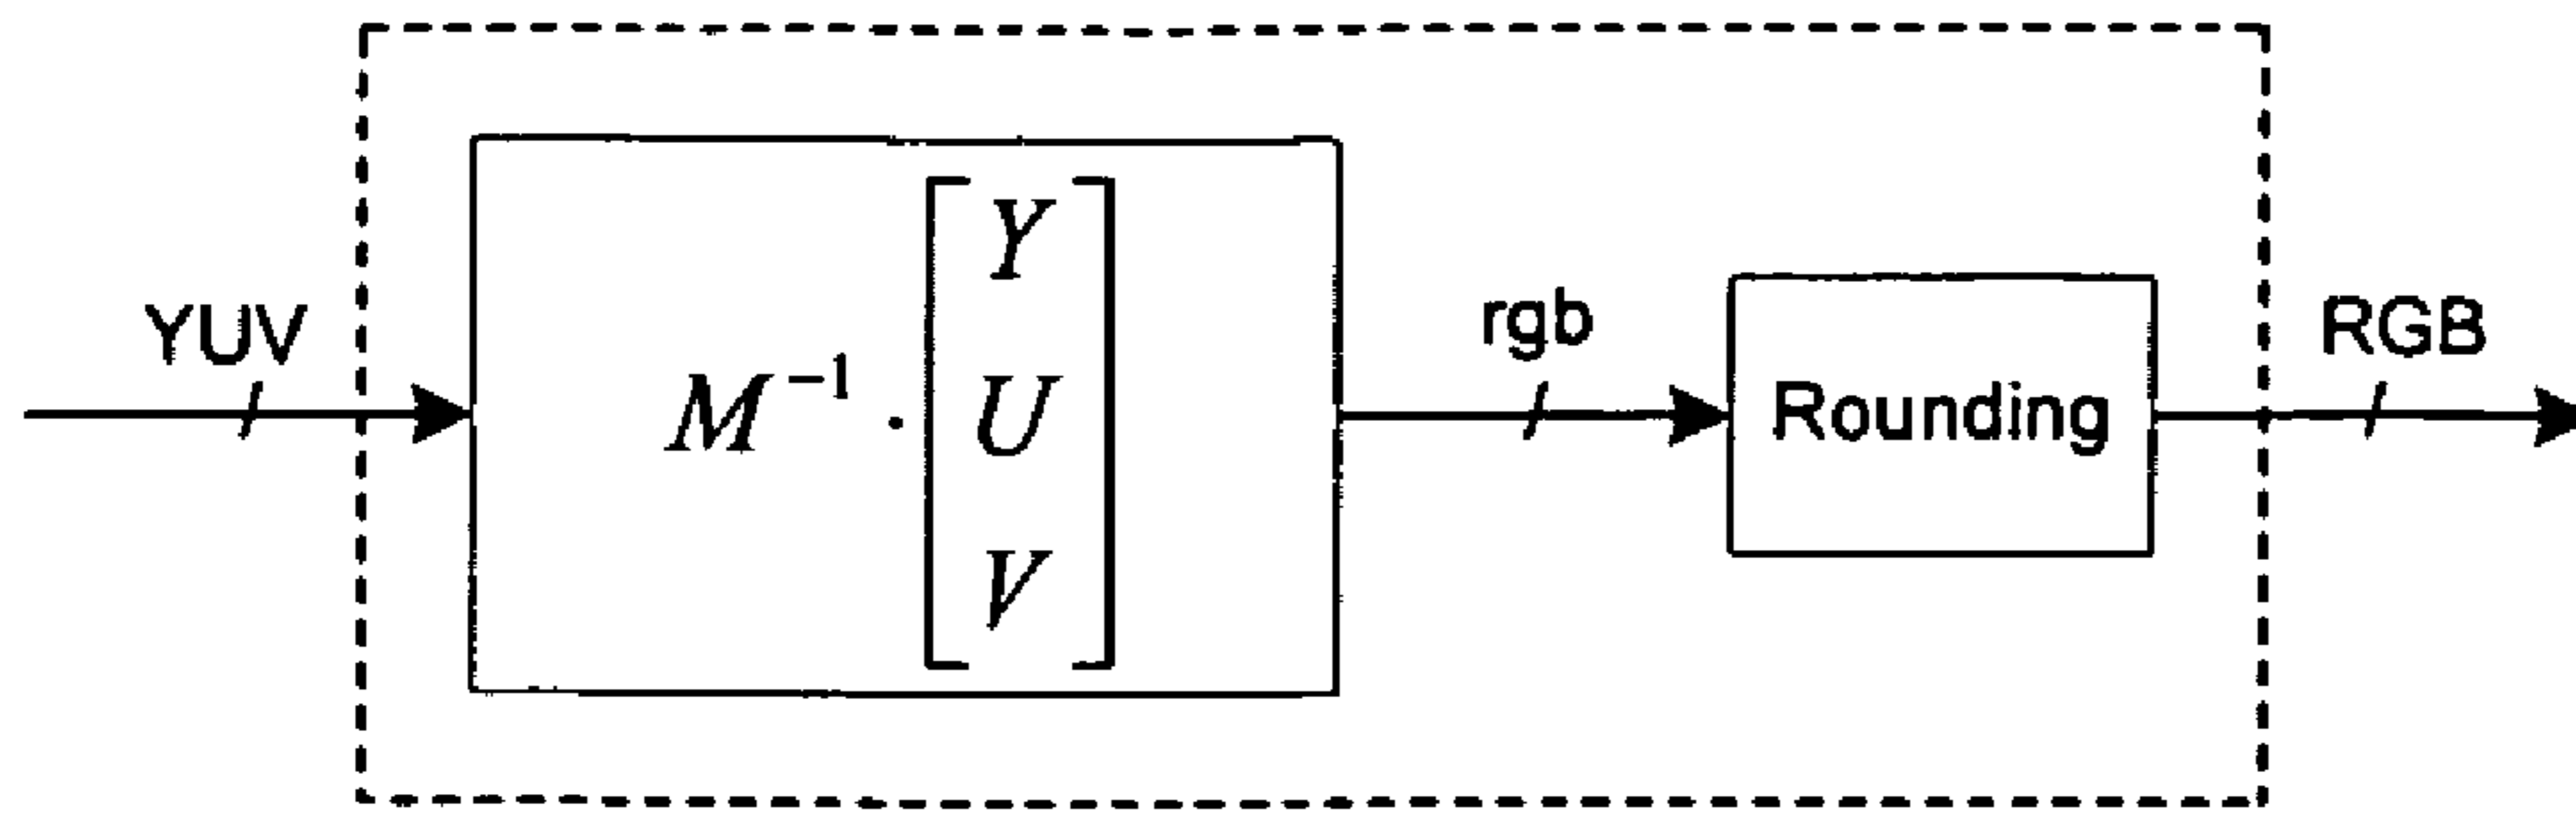 YUV
M⁻¹ · [Y
U
V]
rgb
Rounding
RGB